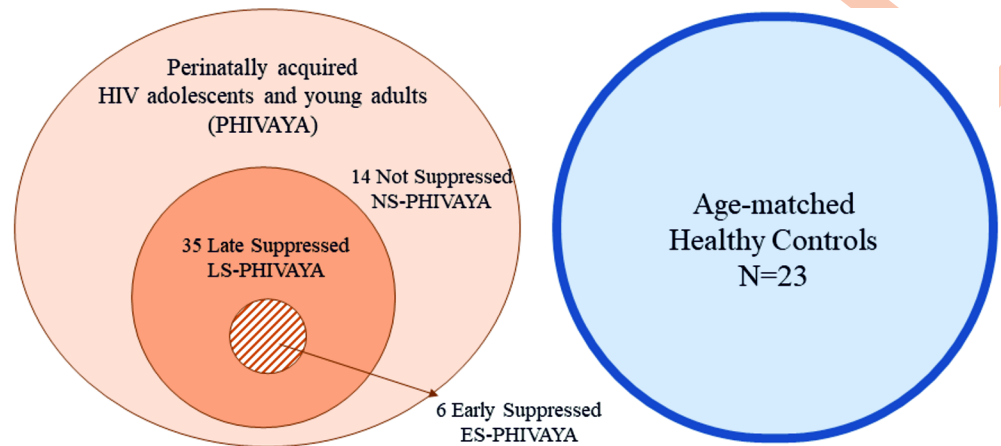 Perinatally acquired
HIV adolescents and young adults
(PHIVAYA)
14 Not Suppressed
NS-PHIVAYA
35 Late Suppressed
LS-PHIVAYA
6 Early Suppressed
ES-PHIVAYA
Age-matched
Healthy Controls
N=23